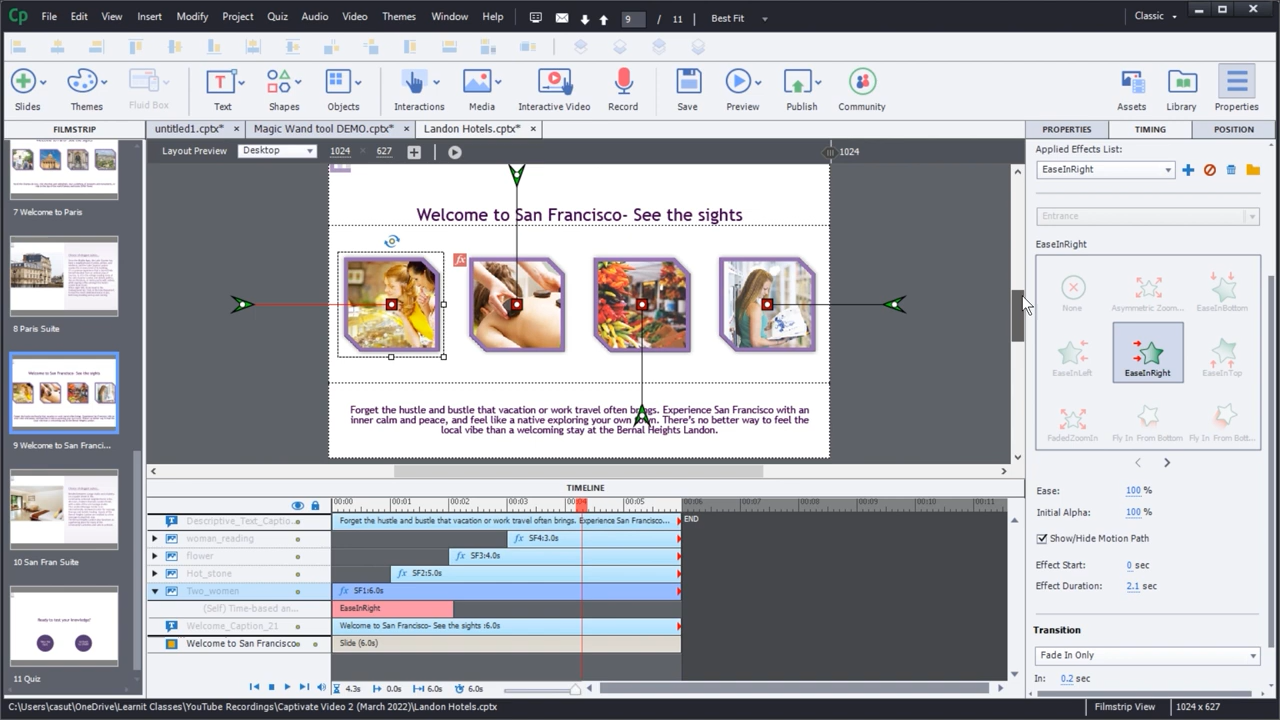 Cp File Edit View Insert Modify Project Quiz Audio Video Themes Window Help 9 / 11 Best Fit Classic
Slides Themes Fluid Box Text Shapes Objects Interactions Media Interactive Video Record Save Preview Publish Community Assets Library Properties
FILMSTRIP
untitled1.cptx* × Magic Wand tool DEMO.cptx* × Landon Hotels.cptx* ×
PROPERTIES TIMING POSITION
Layout Preview Desktop 1024 × 627 1024
7 Welcome to Paris
8 Paris Suite
9 Welcome to San Franci...
10 San Fran Suite
Ready to test your knowledge?
11 Quiz
Welcome to San Francisco- See the sights
fx
Forget the hustle and bustle that vacation or work travel often brings. Experience San Francisco with an
inner calm and peace, and feel like a native exploring your own town. There's no better way to feel the
local vibe than a welcoming stay at the Bernal Heights Landon.
Applied Effects List:
EaseInRight
Entrance
EaseInRight
None Asymmetric Zoom... EaseInBottom
EaseInLeft EaseInRight EaseInTop
FadedZoomIn Fly In From Bottom Fly In From Bott...
Ease: 100 %
Initial Alpha: 100 %
Show/Hide Motion Path
Effect Start: 0 sec
Effect Duration: 2.1 sec
Transition
Fade In Only
In: 0.2 sec
TIMELINE
00:00 00:01 00:02 00:03 00:04 00:05 00:06 00:07 00:08 00:09 00:10 00:11
Descriptive_Text_Captio... Forget the hustle and bustle that vacation or work travel often brings. Experience San Francisco... END
woman_reading fx SF4:3.0s
flower fx SF3:4.0s
Hot_stone fx SF2:5.0s
Two_women fx SF1:6.0s
(Self) Time-based an... EaseInRight
Welcome_Caption_21 Welcome to San Francisco- See the sights :6.0s
Welcome to San Francisco Slide (6.0s)
4.3s 0.0s 6.0s 6.0s
C:\Users\casut\OneDrive\Learnit Classes\YouTube Recordings\Captivate Video 2 (March 2022)\Landon Hotels.cptx Filmstrip View 1024 x 627